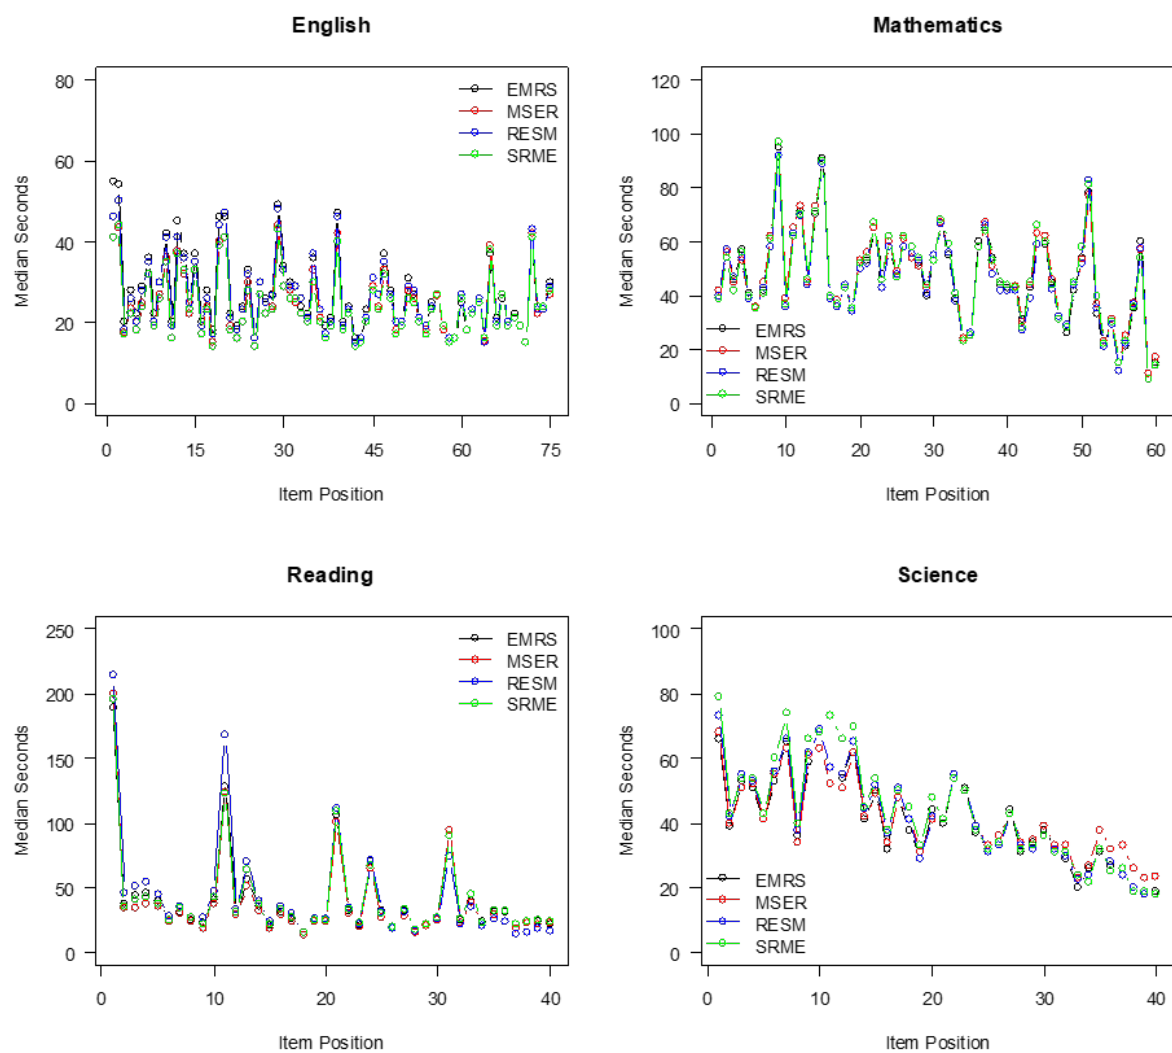 English
80
60
40
20
0
Median Seconds
EMRS
MSER
RESM
SRME
0 15 30 45 60 75
Item Position
Mathematics
120
100
80
60
40
20
0
Median Seconds
EMRS
MSER
RESM
SRME
0 10 20 30 40 50 60
Item Position
Reading
250
200
150
100
50
0
Median Seconds
EMRS
MSER
RESM
SRME
0 10 20 30 40
Item Position
Science
100
80
60
40
20
0
Median Seconds
EMRS
MSER
RESM
SRME
0 10 20 30 40
Item Position